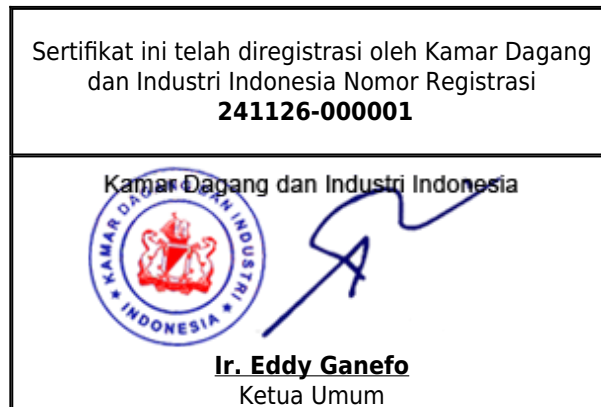 Sertifikat ini telah diregistrasi oleh Kamar Dagang
dan Industri Indonesia Nomor Registrasi
241126-000001
Kamar Dagang dan Industri Indonesia
KAMAR DAGANG DAN INDUSTRI
INDONESIA
Ir. Eddy Ganefo
Ketua Umum